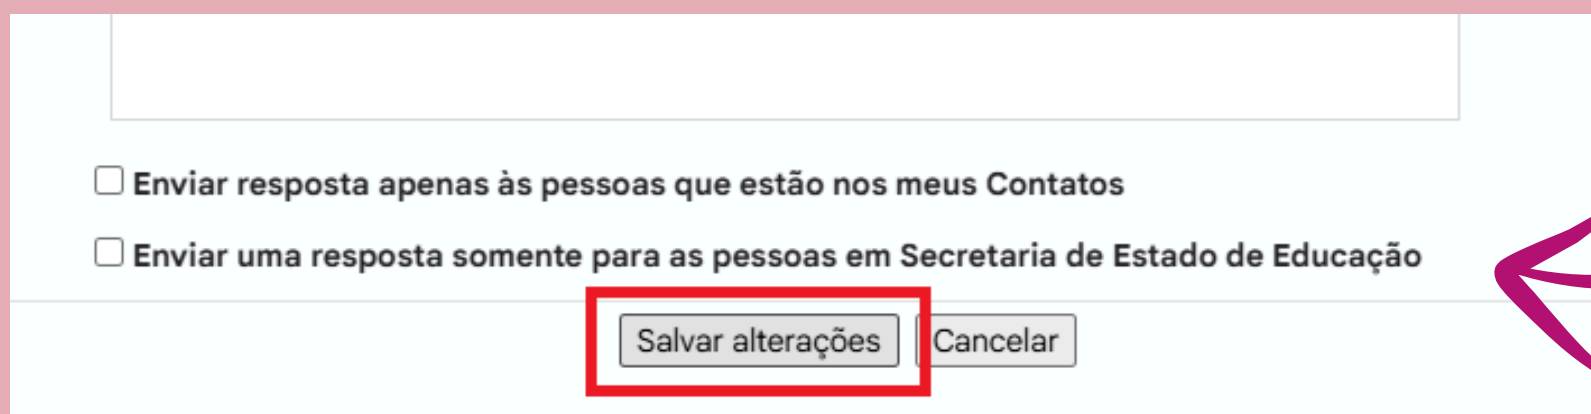 Enviar resposta apenas às pessoas que estão nos meus Contatos
Enviar uma resposta somente para as pessoas em Secretaria de Estado de Educação
Salvar alterações Cancelar